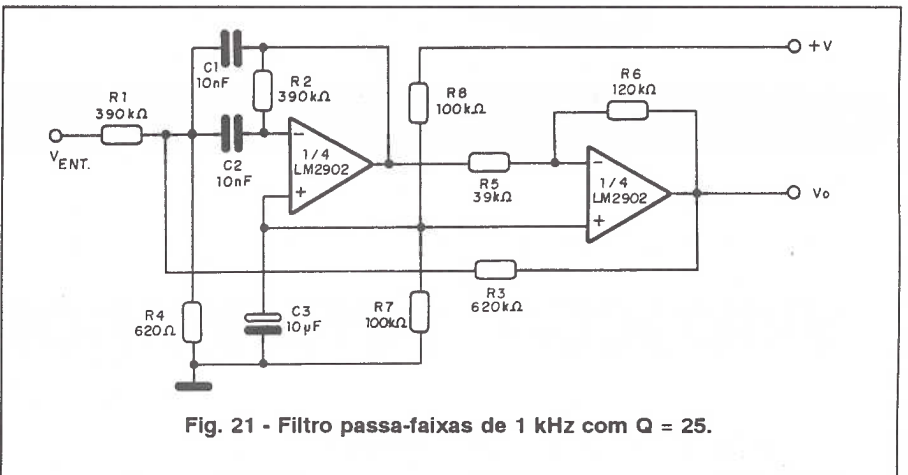 C1
10nF
R2
390kΩ
R1
390kΩ
V ENT.
C2
10nF
-
+
1/4
LM2902
R8
100kΩ
+V
R6
120kΩ
R5
39kΩ
-
+
1/4
LM2902
Vo
R3
620kΩ
R4
620Ω
C3
10µF
R7
100kΩ
Fig. 21 - Filtro passa-faixas de 1 kHz com Q = 25.